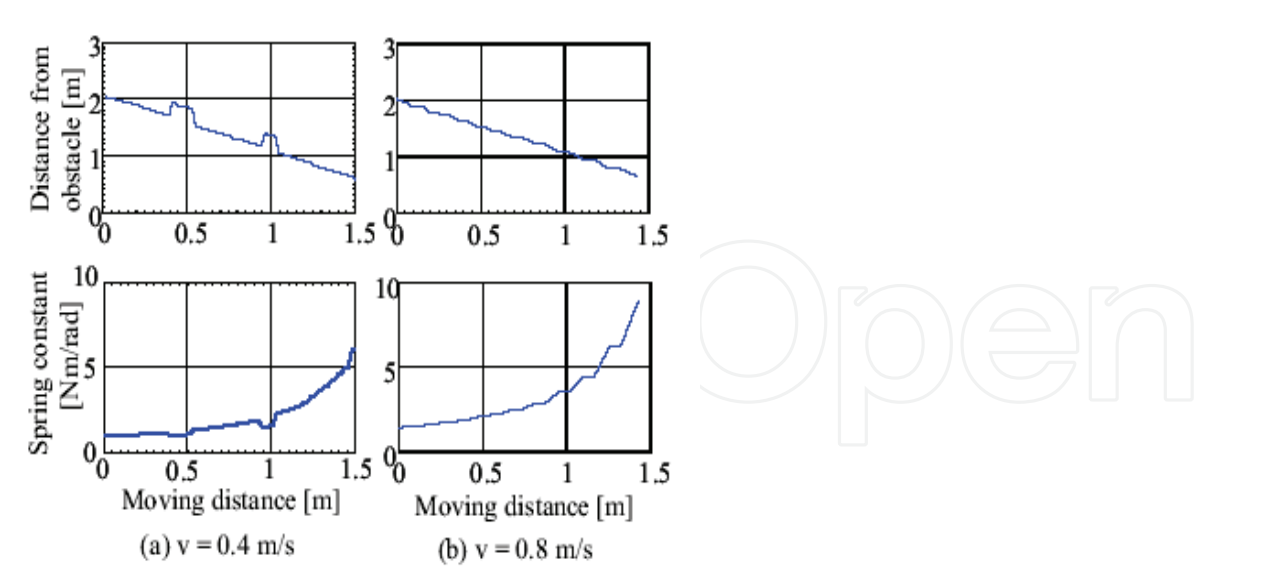 Distance from
obstacle [m]
3
2
1
0
0 0.5 1 1.5
3
2
1
0
0 0.5 1 1.5
Spring constant
[Nm/rad]
10
5
0
0 0.5 1 1.5
Moving distance [m]
(a) v = 0.4 m/s
10
5
0
0 0.5 1 1.5
Moving distance [m]
(b) v = 0.8 m/s
Open